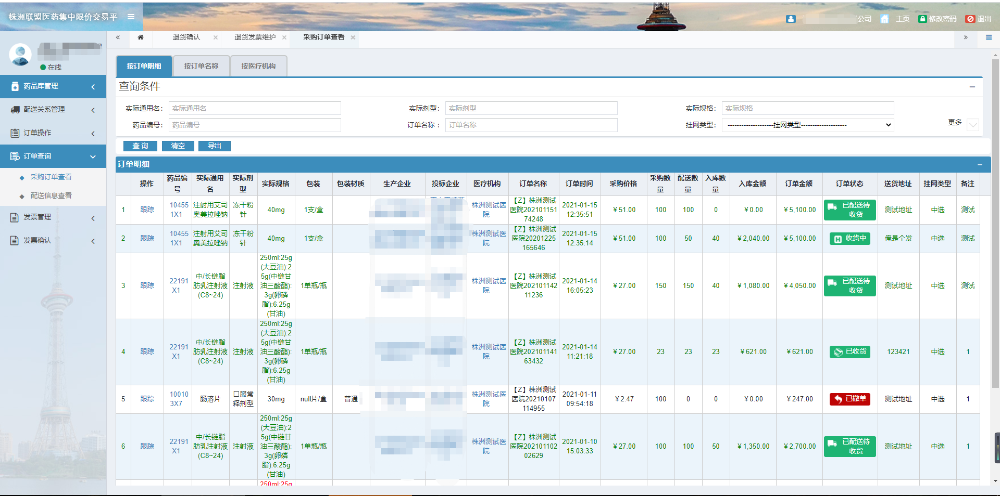 株洲联盟医药集中限价交易平
公司 主页 修改密码 退出
在线
药品库管理
配送关系管理
订单操作
订单查询
采购订单查看
配送信息查看
发票管理
发票确认
« 退货确认 × 退货发票维护 × 采购订单查看 × »
按订单明细 按订单名称 按医疗机构
查询条件
实际通用名: 实际通用名 实际剂型: 实际剂型 实际规格: 实际规格
药品编号: 药品编号 订单名称: 订单名称 挂网类型: --------------------挂网类型-------------------- 更多
查 询 清空 导出
订单明细
操作 药品编号 实际通用名 实际剂型 实际规格 包装 包装材质 生产企业 投标企业 医疗机构 订单名称 订单时间 采购价格 采购数量 配送数量 入库数量 入库金额 订单金额 订单状态 送货地址 挂网类型 备注
1 跟踪 104551X1 注射用艾司奥美拉唑钠 冻干粉针 40mg 1支/盒 株洲测试医院 【Z】株洲测试医院20210115174248 2021-01-15 12:35:51 ¥51.00 100 100 0 ¥0.00 ¥5,100.00 已配送待收货 测试地址 中选 测试
2 跟踪 104551X1 注射用艾司奥美拉唑钠 冻干粉针 40mg 1支/盒 株洲测试医院 【Z】株洲测试医院20201225165646 2021-01-15 12:35:14 ¥51.00 100 50 40 ¥2,040.00 ¥5,100.00 收货中 俺是个发 中选 测试
3 跟踪 22191X1 中/长链脂肪乳注射液(C8~24) 注射液 250ml:25g(大豆油):25g(中链甘油三酸酯):3g(卵磷脂):6.25g(甘油) 1单瓶/瓶 株洲测试医院 【Z】株洲测试医院20210114211236 2021-01-14 16:05:23 ¥27.00 150 150 40 ¥1,080.00 ¥4,050.00 已配送待收货 测试地址 中选 测试
4 跟踪 22191X1 中/长链脂肪乳注射液(C8~24) 注射液 250ml:25g(大豆油):25g(中链甘油三酸酯):3g(卵磷脂):6.25g(甘油) 1单瓶/瓶 株洲测试医院 【Z】株洲测试医院20210114163432 2021-01-14 11:21:18 ¥27.00 23 23 23 ¥621.00 ¥621.00 已收货 123421 中选 1
5 跟踪 100103X7 肠溶片 口服常释剂型 30mg null片/盒 普通 株洲测试医院 【Z】株洲测试医院20210107114955 2021-01-11 09:54:18 ¥2.47 100 0 0 ¥0.00 ¥247.00 已撤单 测试地址 中选 1
6 跟踪 22191X1 中/长链脂肪乳注射液(C8~24) 注射液 250ml:25g(大豆油):25g(中链甘油三酸酯):3g(卵磷脂):6.25g(甘油) 1单瓶/瓶 株洲测试医院 【Z】株洲测试医院20210110202629 2021-01-10 15:03:33 ¥27.00 100 100 50 ¥1,350.00 ¥2,700.00 已配送待收货 测试地址 中选 1
250ml:25g